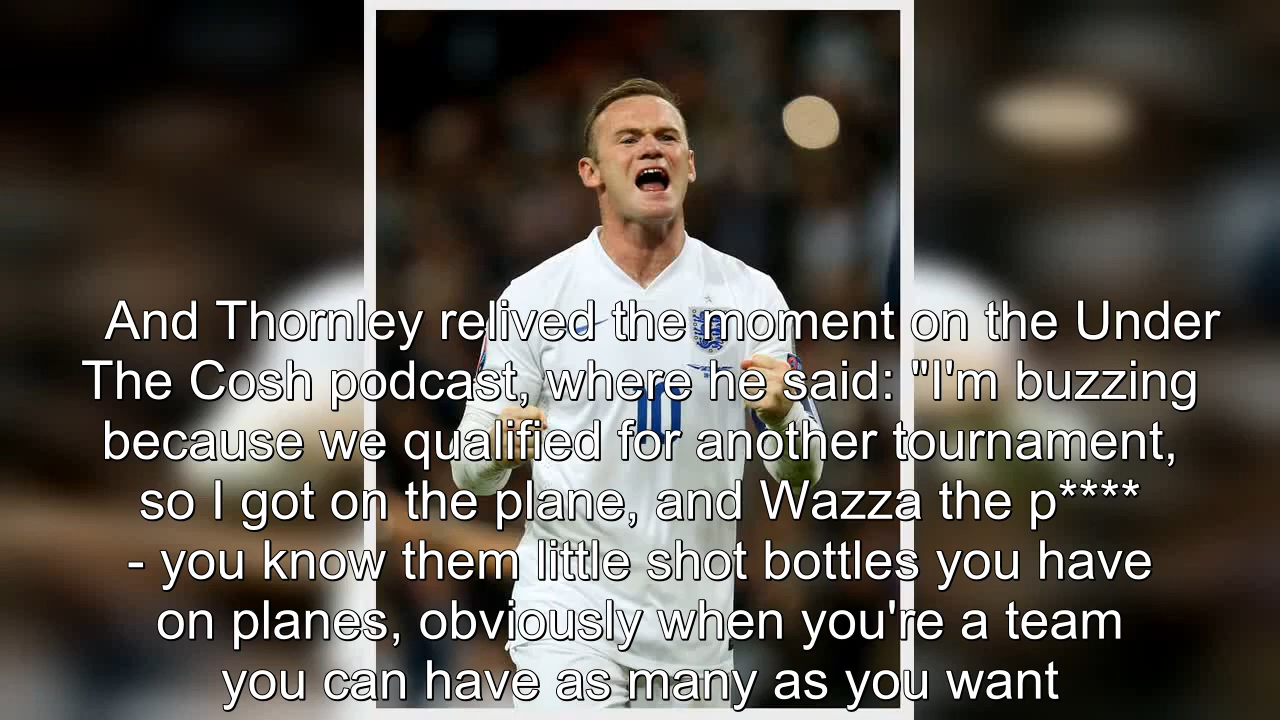 And Thornley relived the moment on the Under
The Cosh podcast, where he said: "I'm buzzing
because we qualified for another tournament,
so I got on the plane, and Wazza the p****
- you know them little shot bottles you have
on planes, obviously when you're a team
you can have as many as you want
10